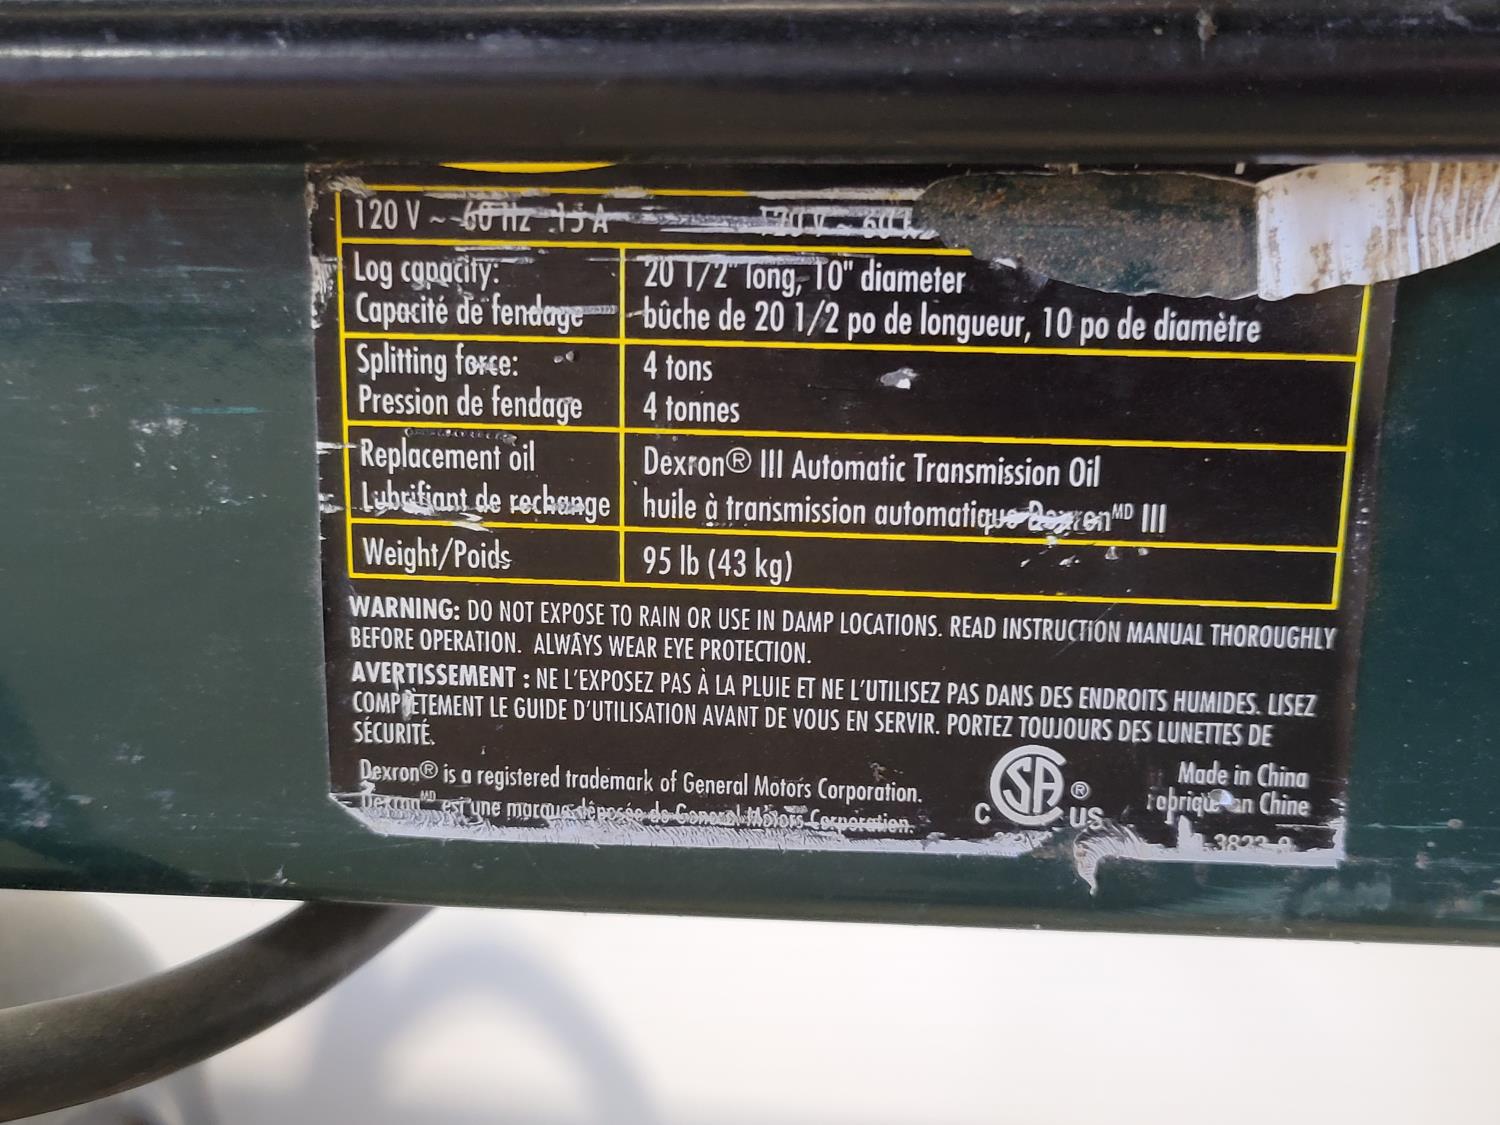 120 V ~ 60 Hz 15 A
120 V ~ 60
Log capacity:
Capacité de fendage
20 1/2" long, 10" diameter
bûche de 20 1/2 po de longueur, 10 po de diamètre
Splitting force:
Pression de fendage
4 tons
4 tonnes
Replacement oil
Lubrifiant de rechange
Dexron® III Automatic Transmission Oil
huile à transmission automatique Dexron MD III
Weight/Poids
95 lb (43 kg)
WARNING: DO NOT EXPOSE TO RAIN OR USE IN DAMP LOCATIONS. READ INSTRUCTION MANUAL THOROUGHLY
BEFORE OPERATION. ALWAYS WEAR EYE PROTECTION.
AVERTISSEMENT : NE L'EXPOSEZ PAS À LA PLUIE ET NE L'UTILISEZ PAS DANS DES ENDROITS HUMIDES. LISEZ
COMPÈTEMENT LE GUIDE D'UTILISATION AVANT DE VOUS EN SERVIR. PORTEZ TOUJOURS DES LUNETTES DE
SÉCURITÉ.
Dexron® is a registered trademark of General Motors Corporation.
Dexron MD est une marque déposée de General Motors Corporation.
C SA ® US
Made in China
Fabriqué en Chine